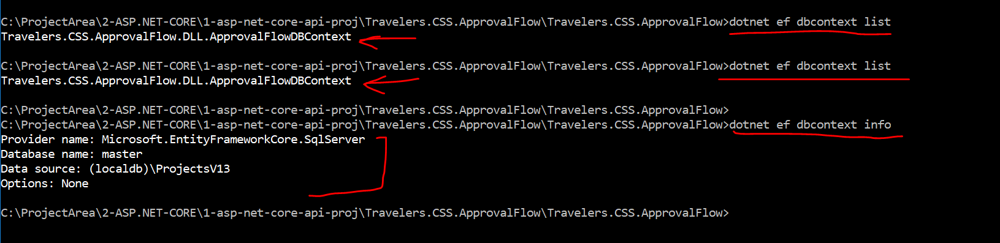 C:\ProjectArea\2-ASP.NET-CORE\1-asp-net-core-api-proj\Travelers.CSS.ApprovalFlow\Travelers.CSS.ApprovalFlow>dotnet ef dbcontext list
Travelers.CSS.ApprovalFlow.DLL.ApprovalFlowDBContext
C:\ProjectArea\2-ASP.NET-CORE\1-asp-net-core-api-proj\Travelers.CSS.ApprovalFlow\Travelers.CSS.ApprovalFlow>dotnet ef dbcontext list
Travelers.CSS.ApprovalFlow.DLL.ApprovalFlowDBContext
C:\ProjectArea\2-ASP.NET-CORE\1-asp-net-core-api-proj\Travelers.CSS.ApprovalFlow\Travelers.CSS.ApprovalFlow>
C:\ProjectArea\2-ASP.NET-CORE\1-asp-net-core-api-proj\Travelers.CSS.ApprovalFlow\Travelers.CSS.ApprovalFlow>dotnet ef dbcontext info
Provider name: Microsoft.EntityFrameworkCore.SqlServer
Database name: master
Data source: (localdb)\ProjectsV13
Options: None
C:\ProjectArea\2-ASP.NET-CORE\1-asp-net-core-api-proj\Travelers.CSS.ApprovalFlow\Travelers.CSS.ApprovalFlow>